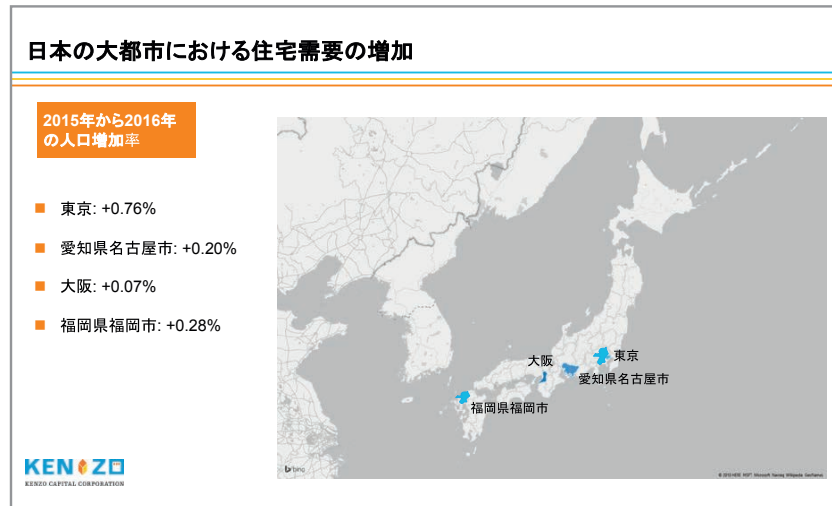 日本の大都市における住宅需要の増加
2015年から2016年
の人口増加率
東京: +0.76%
愛知県名古屋市: +0.20%
大阪: +0.07%
福岡県福岡市: +0.28%
大阪
東京
愛知県名古屋市
福岡県福岡市
KENZO
KENZO CAPITAL CORPORATION
bing